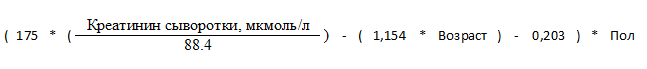 ( 175 * ( Креатинин сыворотки, мкмоль/л
88.4
) - ( 1,154 * Возраст ) - 0,203 ) * Пол